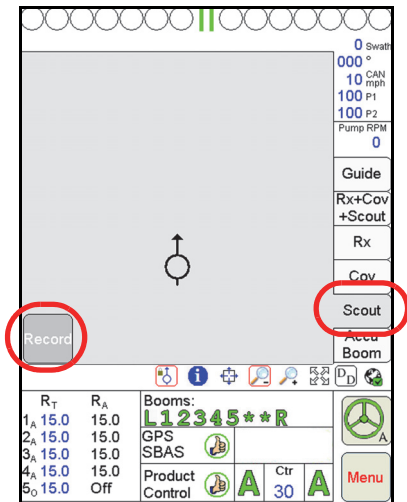 0 Swath
000 °
10 CAN mph
100 P1
100 P2
Pump RPM
0
Guide
Rx+Cov
+Scout
Rx
Cov
Scout
Accu
Boom
Record
DD
RT RA
1A 15.0 15.0
2A 15.0 15.0
3A 15.0 15.0
4A 15.0 15.0
5O 15.0 Off
Booms:
L12345**R
GPS
SBAS
Product
Control
A
Ctr
30
A
A
Menu